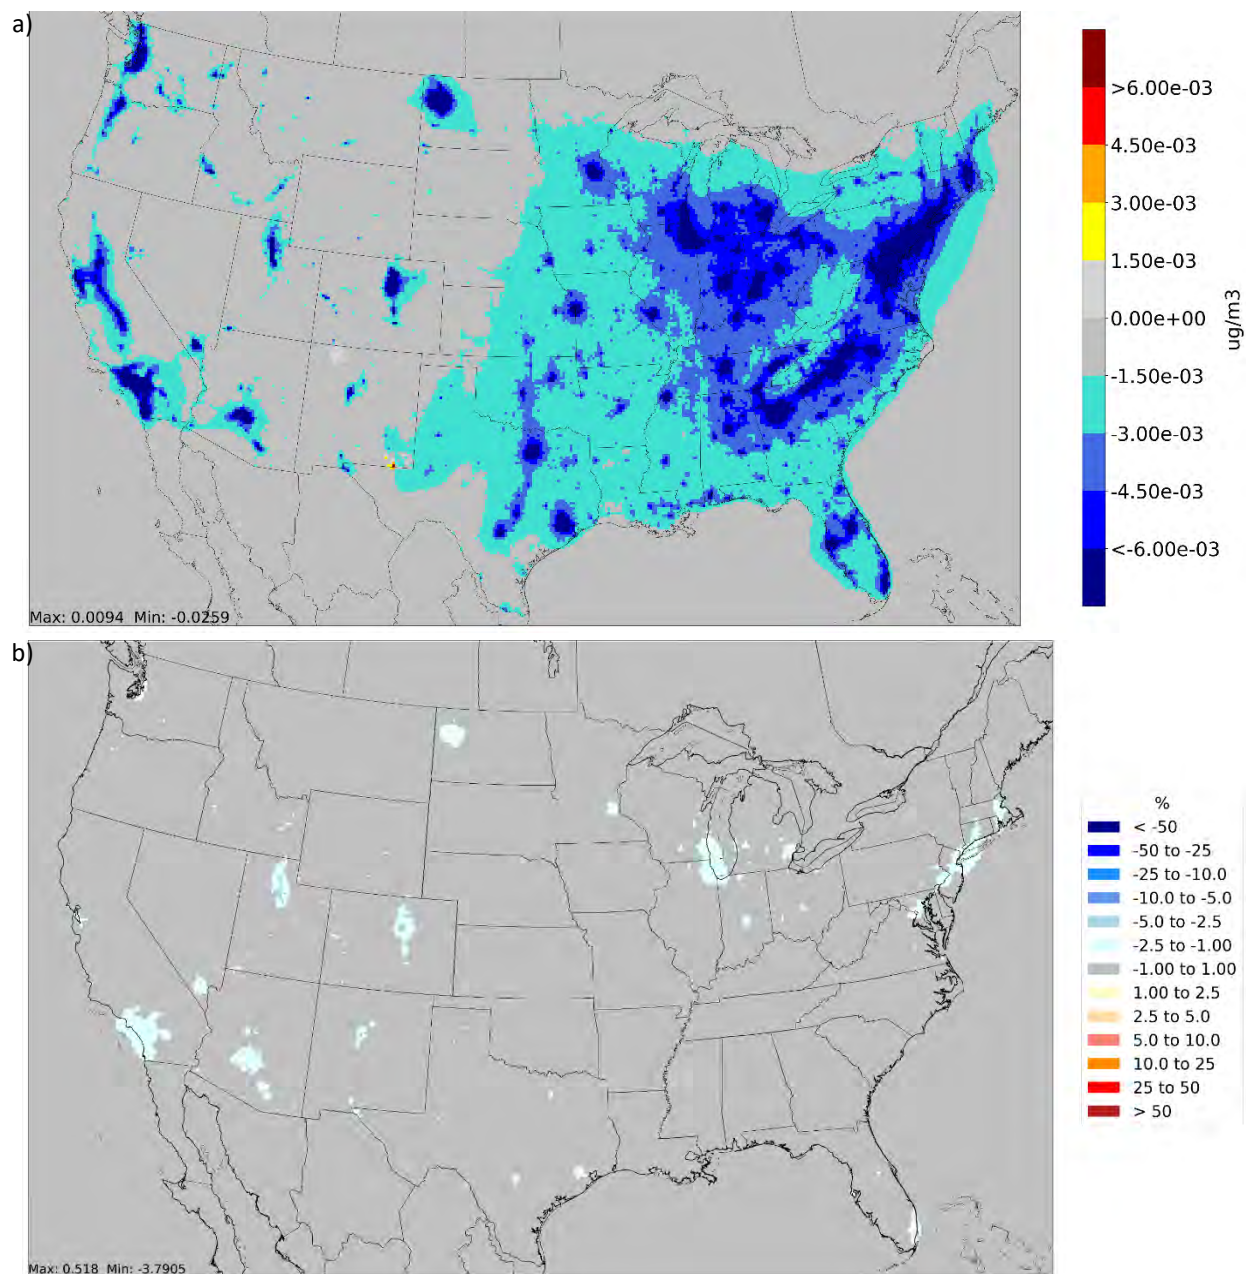 a)
>6.00e-03
4.50e-03
3.00e-03
1.50e-03
0.00e+00
-1.50e-03
-3.00e-03
-4.50e-03
<-6.00e-03
ug/m3
Max: 0.0094 Min: -0.0259
b)
%
< -50
-50 to -25
-25 to -10.0
-10.0 to -5.0
-5.0 to -2.5
-2.5 to -1.00
-1.00 to 1.00
1.00 to 2.5
2.5 to 5.0
5.0 to 10.0
10.0 to 25
25 to 50
> 50
Max: 0.518 Min: -3.7905